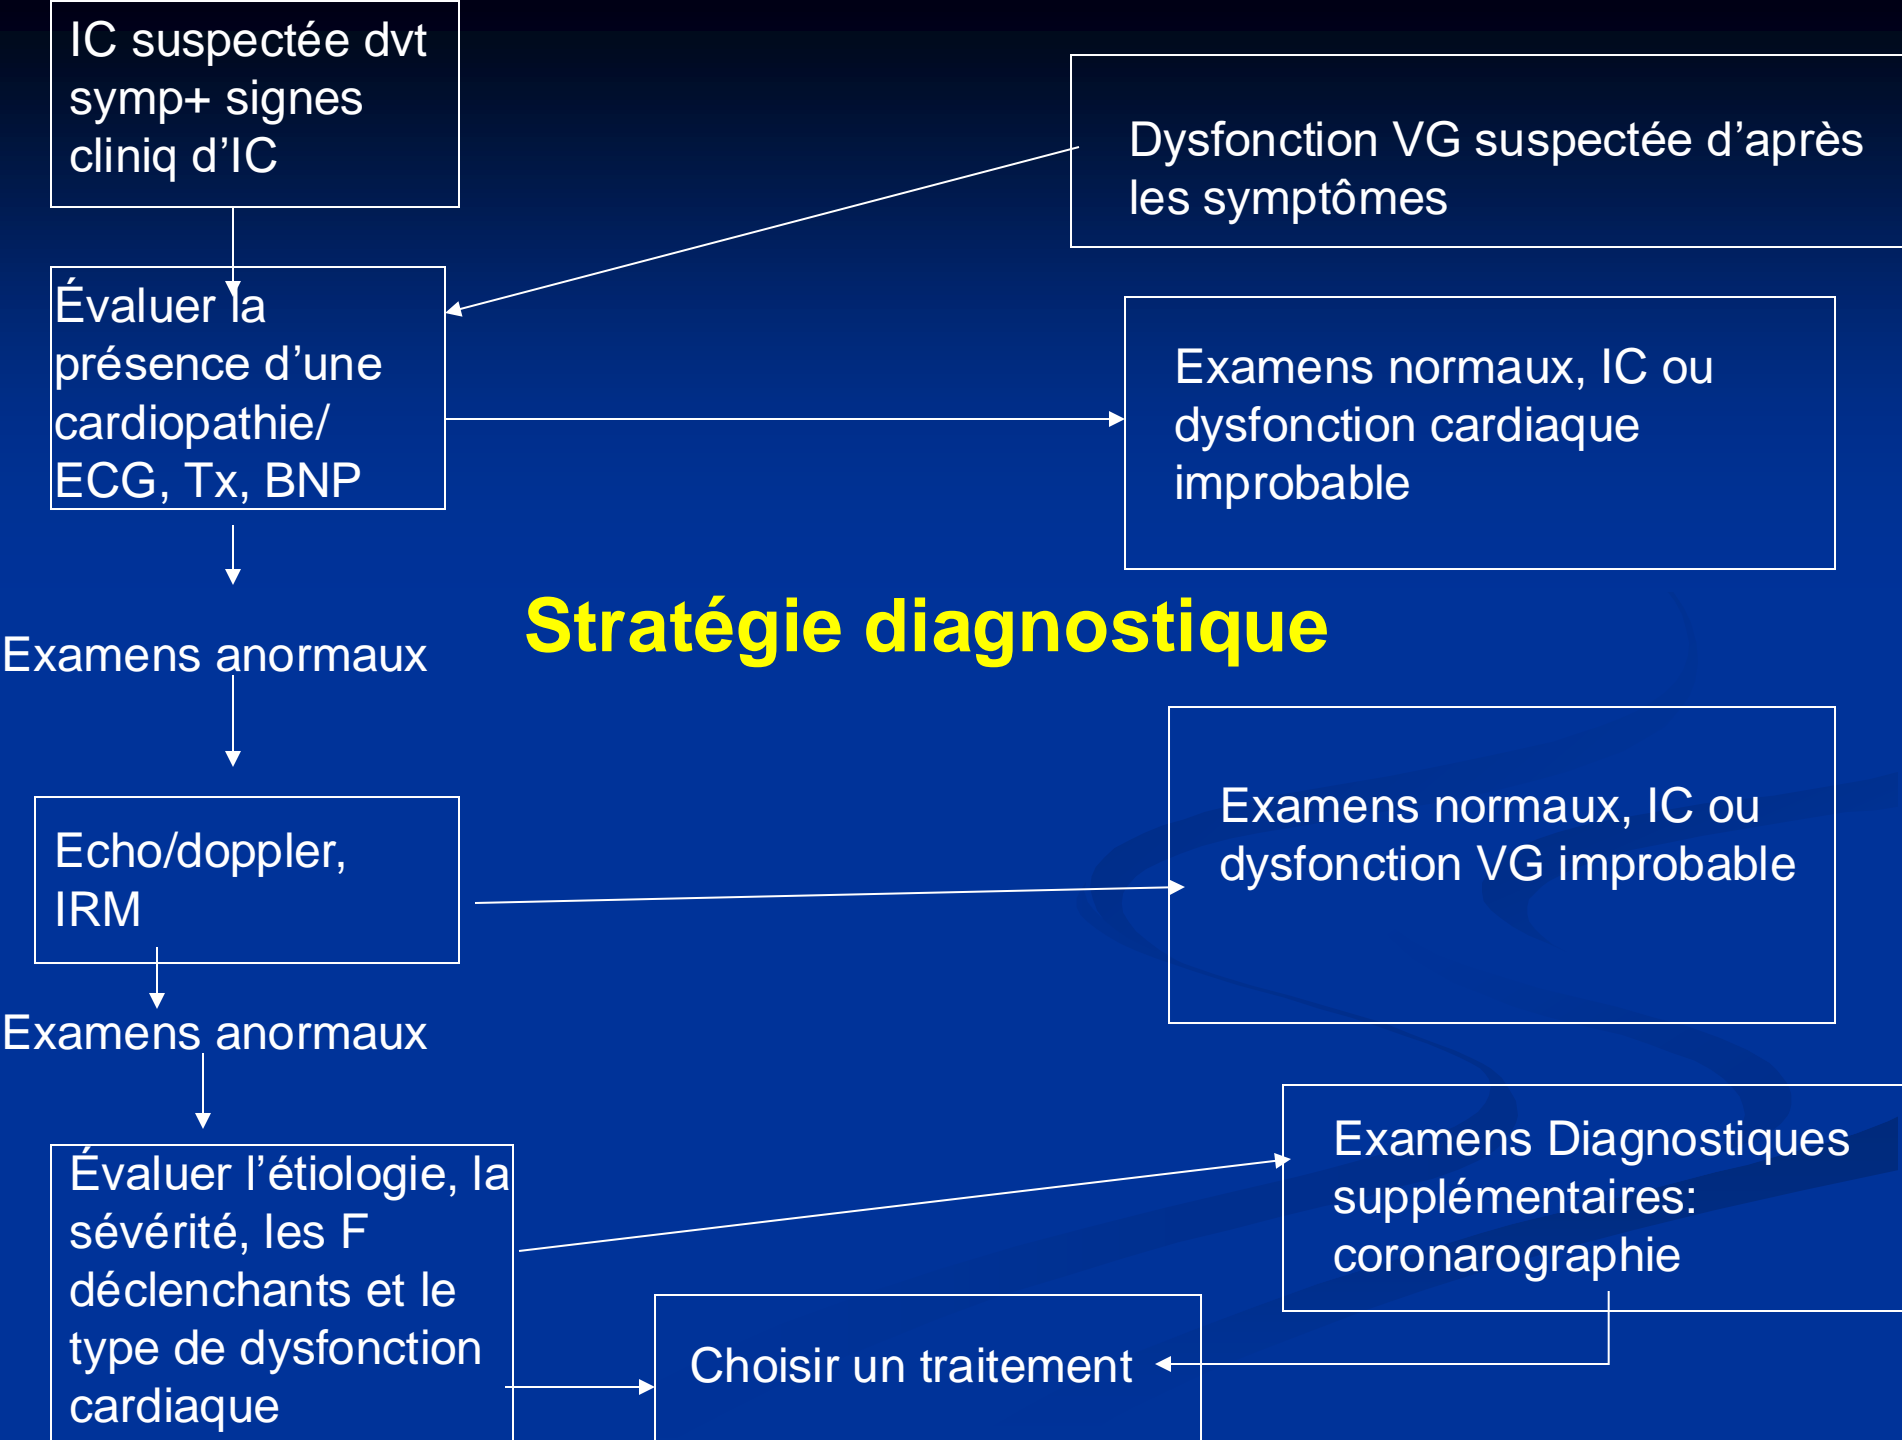 IC suspectée dvt
symp+ signes
cliniq d’IC
Dysfonction VG suspectée d’après
les symptômes
Évaluer la
présence d’une
cardiopathie/
ECG, Tx, BNP
Examens normaux, IC ou
dysfonction cardiaque
improbable
Stratégie diagnostique
Examens anormaux
Echo/doppler,
IRM
Examens normaux, IC ou
dysfonction VG improbable
Examens anormaux
Évaluer l’étiologie, la
sévérité, les F
déclenchants et le
type de dysfonction
cardiaque
Examens Diagnostiques
supplémentaires:
coronarographie
Choisir un traitement